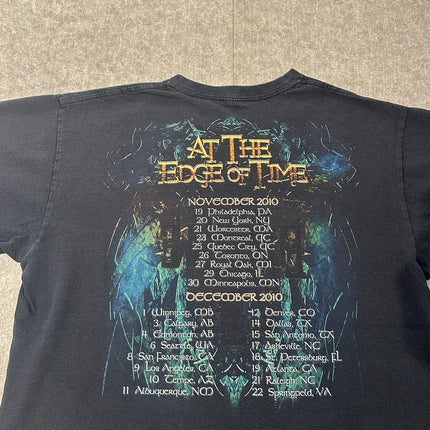 At The
Edge of Time
November 2010
19 Philadelphia, PA
20 New York, NY
21 Worcester, MA
23 Montreal, QC
25 Quebec City, QC
26 Toronto, ON
27 Royal Oak, MI
29 Chicago, IL
30 Minneapolis, MN
December 2010
1 Winnipeg, MB
3 Calgary, AB
4 Edmonton, AB
6 Seattle, WA
8 San Francisco, CA
9 Los Angeles, CA
10 Tempe, AZ
11 Albuquerque, NM
12 Denver, CO
14 Dallas, TX
15 San Antonio, TX
17 Asheville, NC
18 St. Petersburg, FL
19 Atlanta, GA
21 Raleigh, NC
22 Springfield, VA